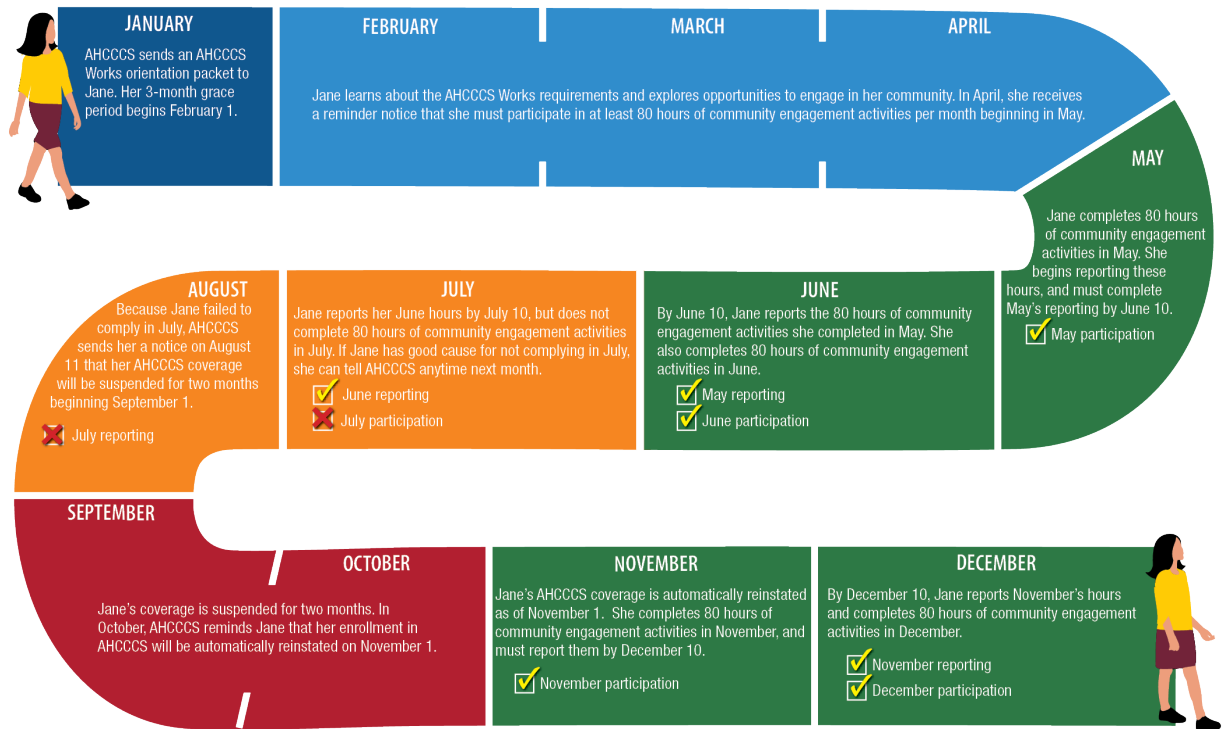 JANUARY
AHCCCS sends an AHCCCS
Works orientation packet to
Jane. Her 3-month grace
period begins February 1.
FEBRUARY
MARCH
APRIL
Jane learns about the AHCCCS Works requirements and explores opportunities to engage in her community. In April, she receives
a reminder notice that she must participate in at least 80 hours of community engagement activities per month beginning in May.
MAY
Jane completes 80 hours
of community engagement
activities in May. She
begins reporting these
hours, and must complete
May's reporting by June 10.
May participation
JUNE
By June 10, Jane reports the 80 hours of community
engagement activities she completed in May. She
also completes 80 hours of community engagement
activities in June.
May reporting
June participation
JULY
Jane reports her June hours by July 10, but does not
complete 80 hours of community engagement activities
in July. If Jane has good cause for not complying in July,
she can tell AHCCCS anytime next month.
June reporting
July participation
AUGUST
Because Jane failed to
comply in July, AHCCCS
sends her a notice on August
11 that her AHCCCS coverage
will be suspended for two months
beginning September 1.
July reporting
SEPTEMBER
OCTOBER
Jane's coverage is suspended for two months. In
October, AHCCCS reminds Jane that her enrollment in
AHCCCS will be automatically reinstated on November 1.
NOVEMBER
Jane's AHCCCS coverage is automatically reinstated
as of November 1.  She completes 80 hours of
community engagement activities in November, and
must report them by December 10.
November participation
DECEMBER
By December 10, Jane reports November's hours
and completes 80 hours of community engagement
activities in December.
November reporting
December participation